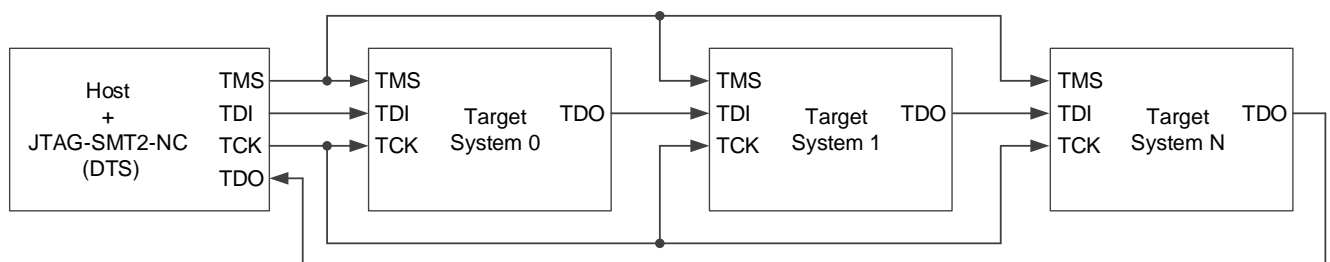 TMS
Host
+
JTAG-SMT2-NC
(DTS)
TDI
TCK
TDO
TMS
TDI
TCK
Target
System 0
TDO
TMS
TDI
TCK
Target
System 1
TDO
TMS
TDI
TCK
Target
System N
TDO